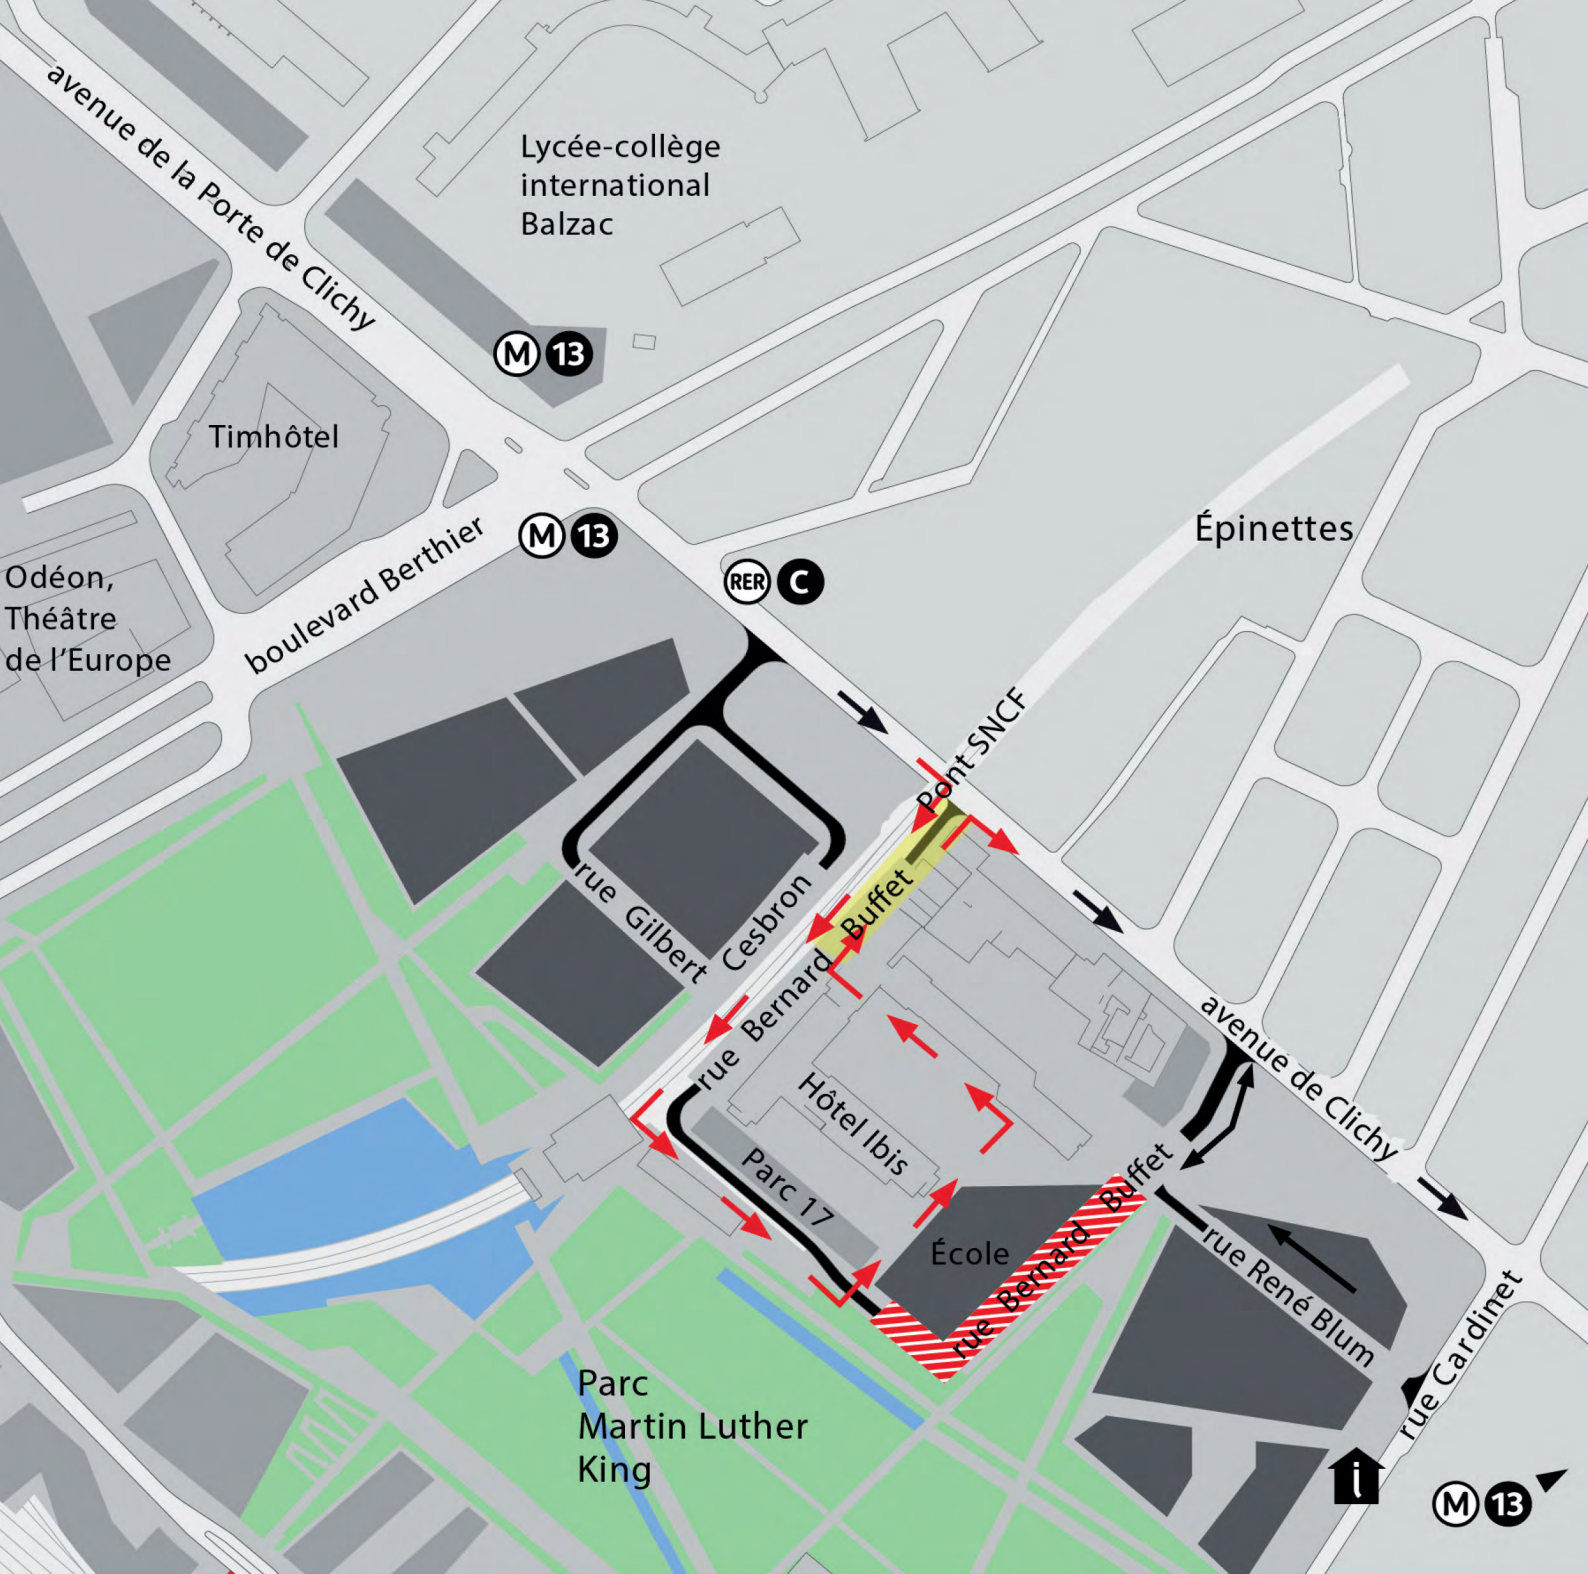 avenue de la Porte de Clichy
Lycée-collège
international
Balzac
M 13
Timhôtel
M 13
Épinettes
boulevard Berthier
RER C
Odéon,
Théâtre
de l'Europe
Pont SNCF
rue Gilbert
Cesbron
rue Bernard Buffet
avenue de Clichy
Hôtel Ibis
Parc 17
École
rue Bernard Buffet
rue René Blum
rue Cardinet
Parc
Martin Luther
King
i
M 13